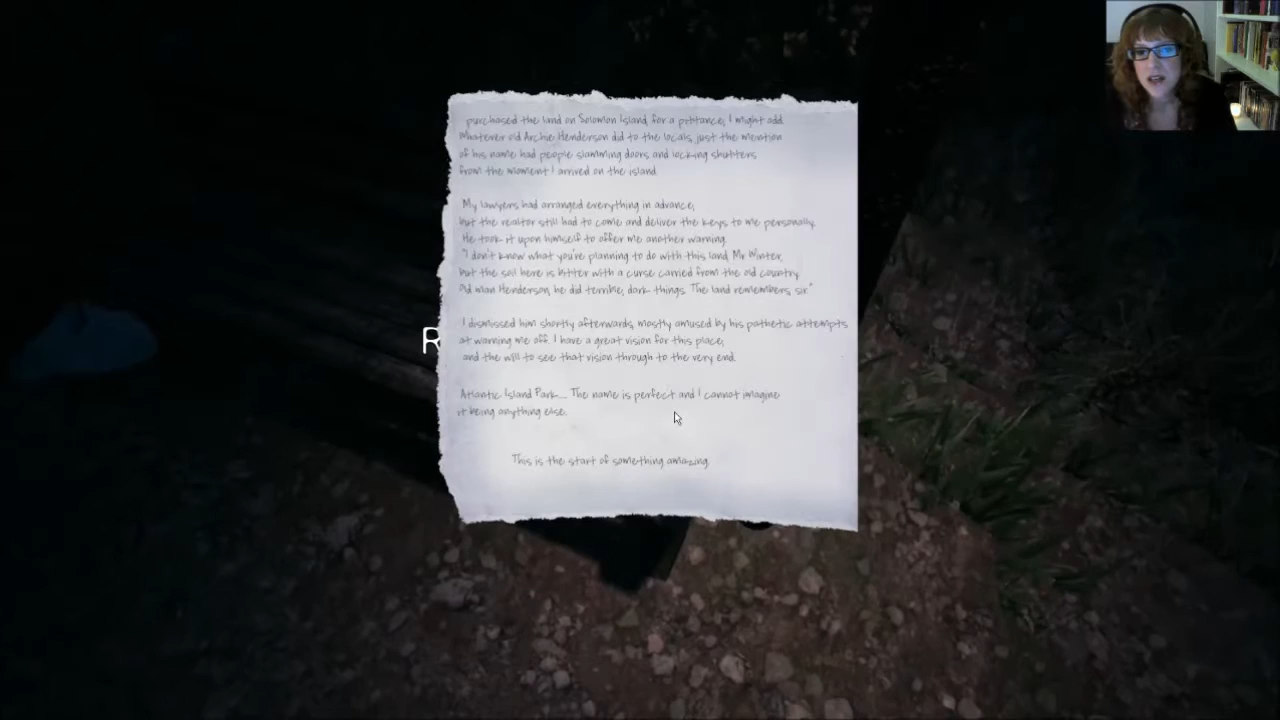 purchased the land on Solomon Island, for a pittance, I might add.
Whatever old Archie Henderson did to the locals, just the mention
of his name had people slamming doors and locking shutters
from the moment I arrived on the island.
My lawyers had arranged everything in advance,
but the realtor still had to come and deliver the keys to me personally.
He took it upon himself to offer me another warning.
"I don't know what you're planning to do with this land, Mr Winter,
but the soil here is bitter with a curse carried from the old country.
Old man Henderson, he did terrible, dark things. The land remembers, sir."
I dismissed him shortly afterwards, mostly amused by his pathetic attempts
at warning me off. I have a great vision for this place,
and the will to see that vision through to the very end.
R
Atlantic Island Park.... The name is perfect and I cannot imagine
it being anything else.
This is the start of something amazing.